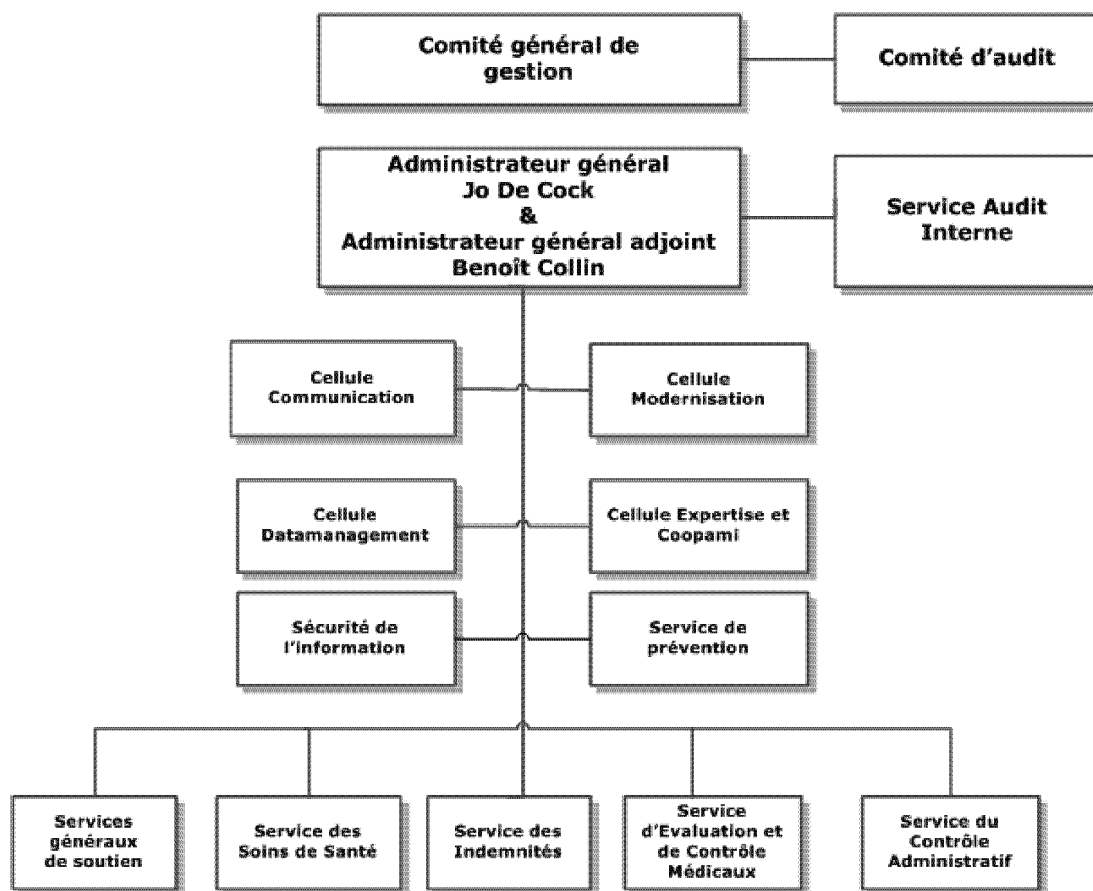 Comité général de
gestion
Comité d'audit
Administrateur général
Jo De Cock
&
Administrateur général adjoint
Benoît Collin
Service Audit
Interne
Cellule
Communication
Cellule
Modernisation
Cellule
Datamanagement
Cellule Expertise et
Coopami
Sécurité de
l'information
Service de
prévention
Services
généraux
de soutien
Service des
Soins de Santé
Service des
Indemnités
Service
d'Evaluation et
de Contrôle
Médicaux
Service du
Contrôle
Administratif